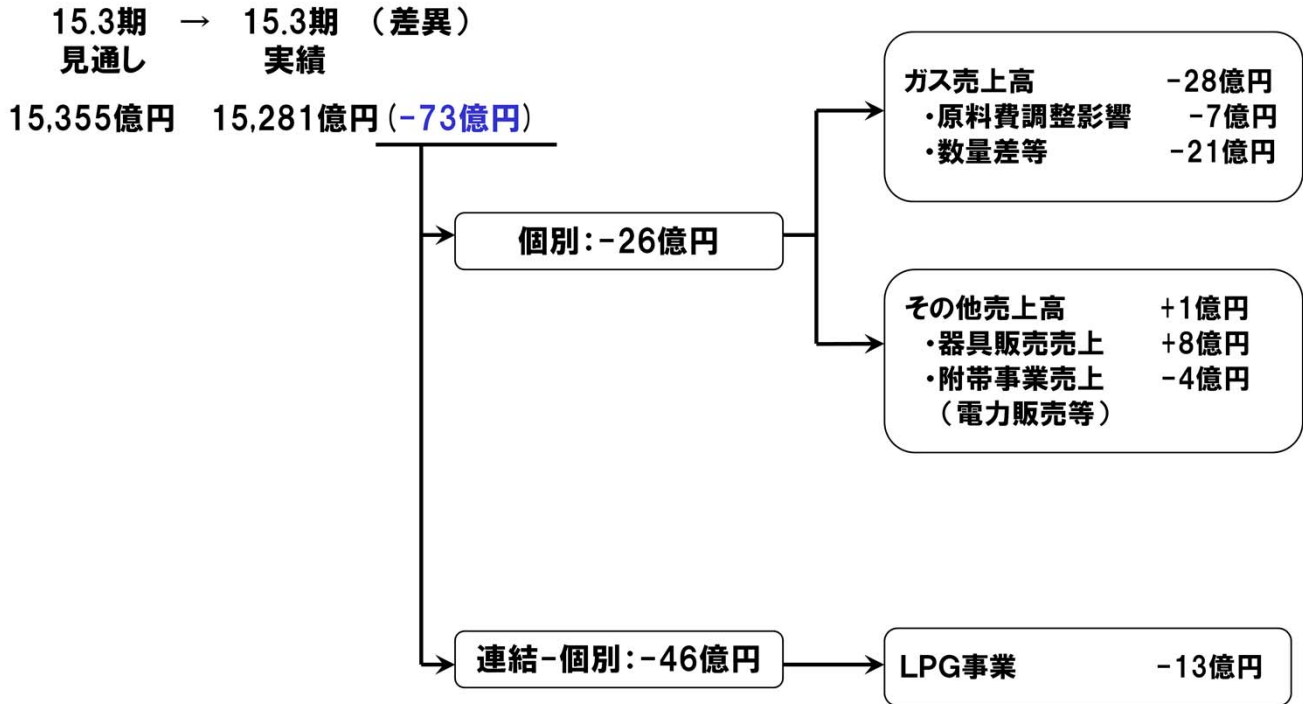 15.3期 → 15.3期 (差異)
見通し 実績
15,355億円 15,281億円(-73億円)
個別:-26億円
ガス売上高 -28億円
・原料費調整影響 -7億円
・数量差等 -21億円
その他売上高 +1億円
・器具販売売上 +8億円
・附帯事業売上 -4億円
(電力販売等)
連結-個別:-46億円
LPG事業 -13億円